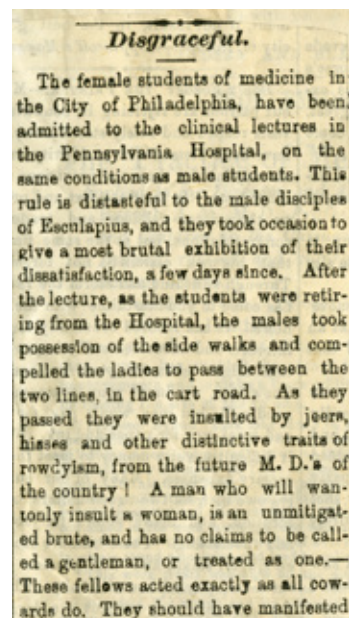 Disgraceful.
The female students of medicine in
the City of Philadelphia, have been
admitted to the clinical lectures in
the Pennsylvania Hospital, on the
same conditions as male students. This
rule is distasteful to the male disciples
of Esculapius, and they took occasion to
give a most brutal exhibition of their
dissatisfaction, a few days since. After
the lecture, as the students were retir-
ing from the Hospital, the males took
possession of the side walks and com-
pelled the ladies to pass between the
two lines, in the cart road. As they
passed they were insulted by jeers,
hisses and other distinctive traits of
rowdyism, from the future M. D.'s of
the country ! A man who will wan-
tonly insult a woman, is an unmitigat-
ed brute, and has no claims to be call-
ed a gentleman, or treated as one.—
These fellows acted exactly as all cow-
ards do. They should have manifested